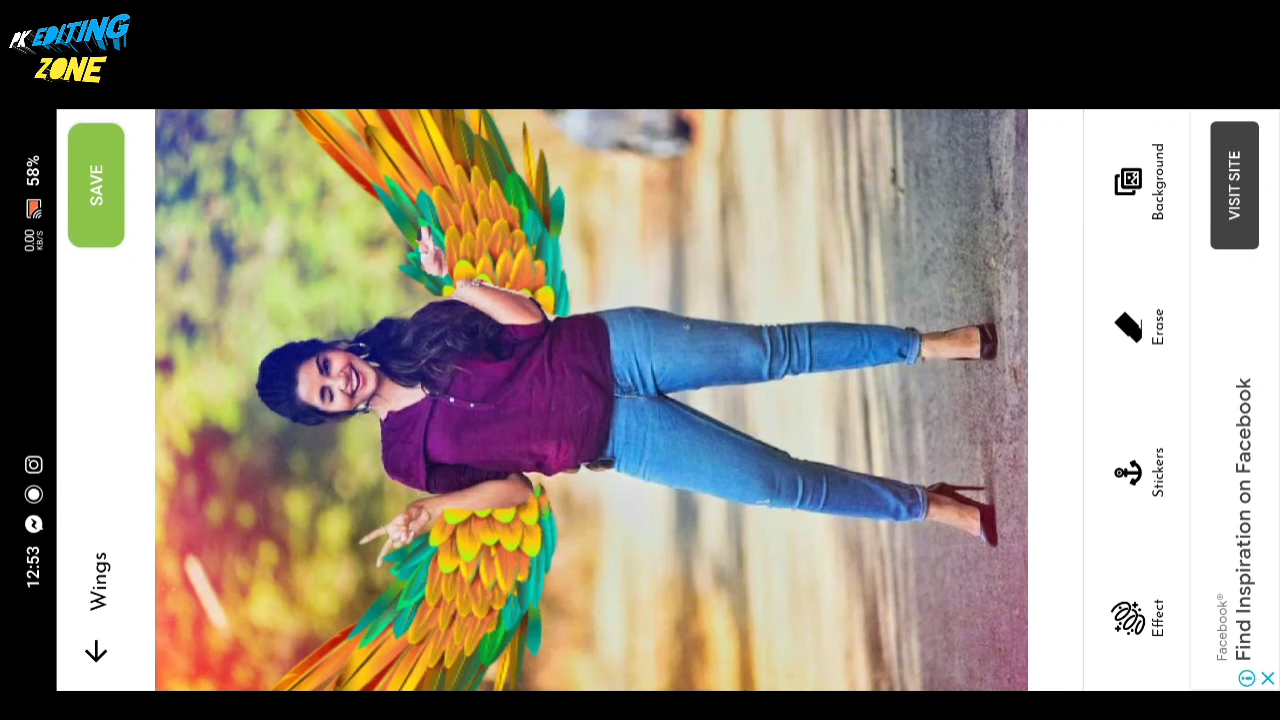 PK EDITING
ZONE
12:53
0.00
KB/S
58%
Wings
SAVE
Effect
Stickers
Erase
Background
Facebook®
Find Inspiration on Facebook
VISIT SITE